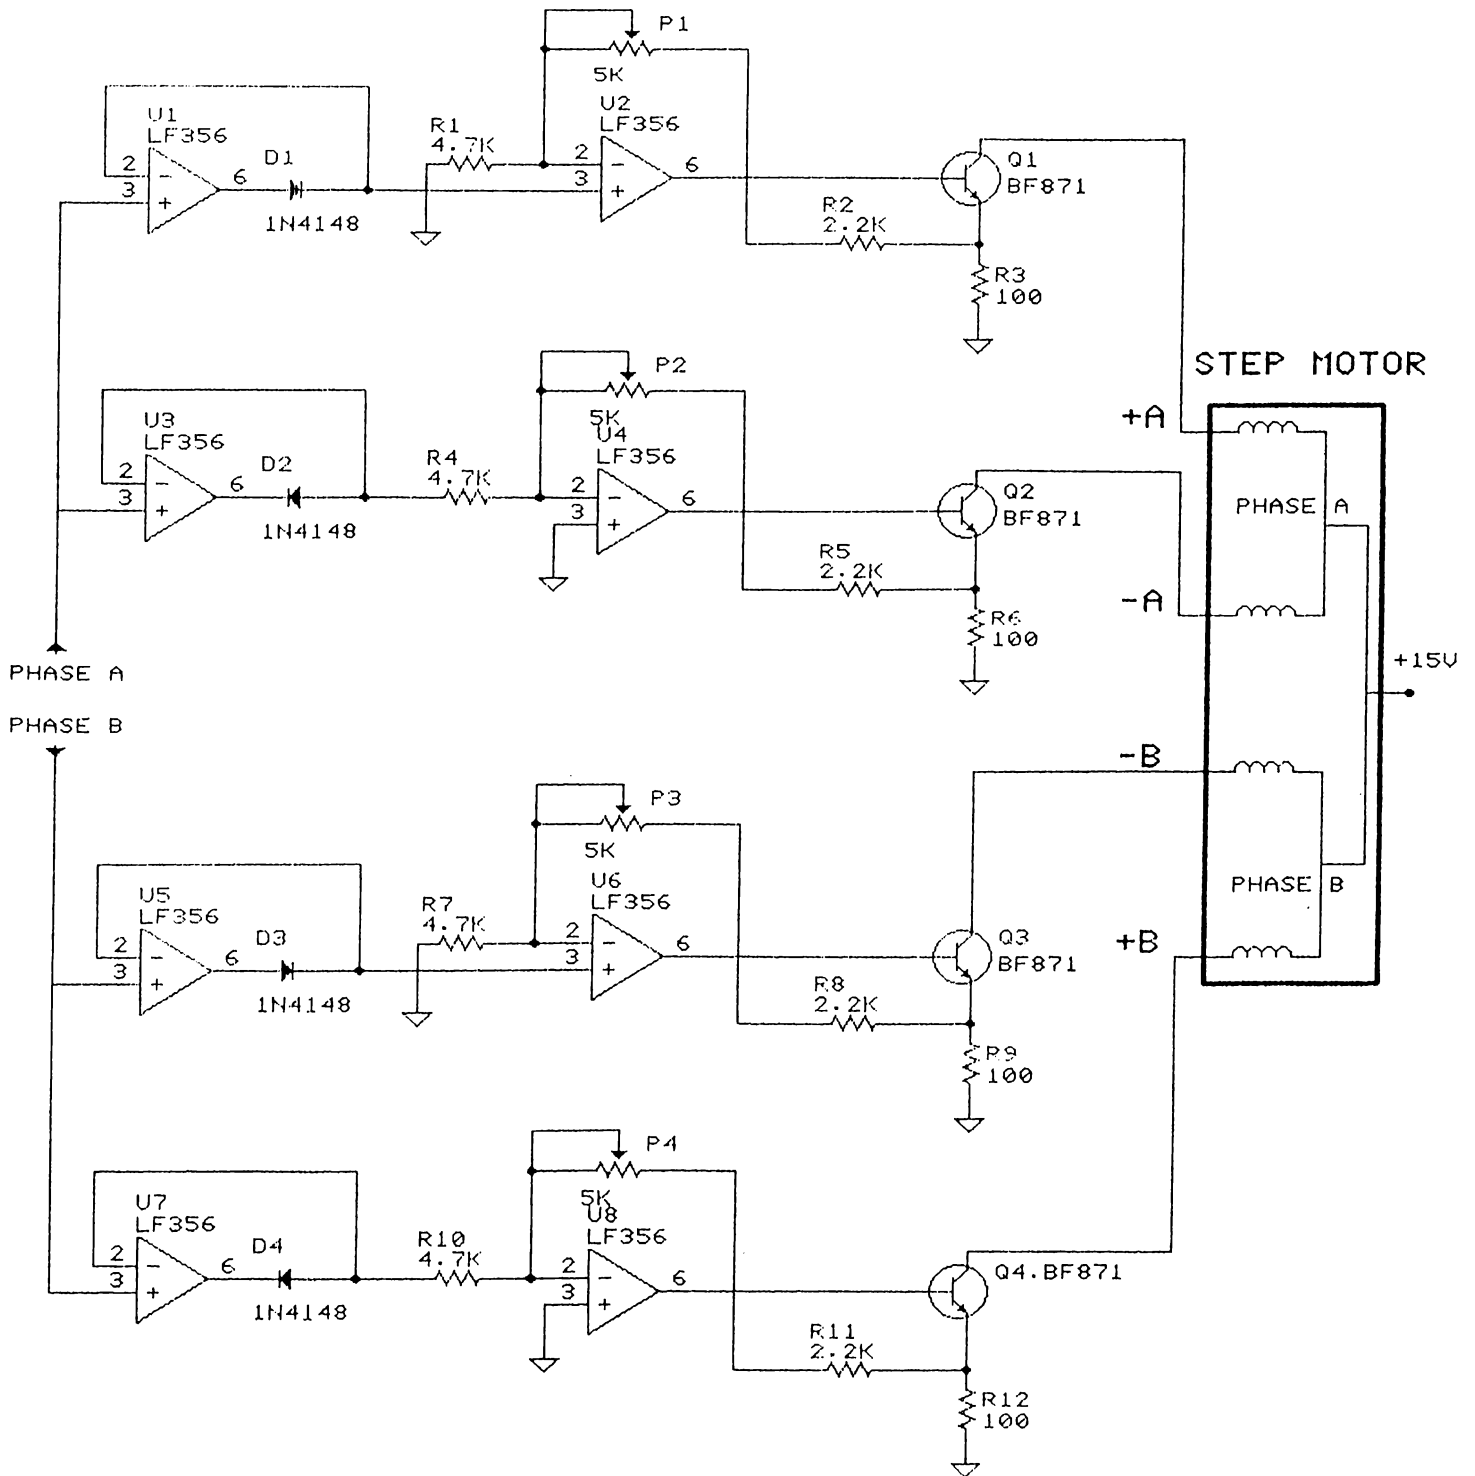 P1
5K
U1
LF356
D1
2
3
6
−
+
1N4148
R1
4.7K
U2
LF356
2
3
6
−
+
Q1
BF871
R2
2.2K
R3
100
STEP MOTOR
P2
5K
U3
LF356
D2
2
3
6
−
+
1N4148
R4
4.7K
U4
LF356
2
3
6
−
+
Q2
BF871
R5
2.2K
R6
100
+A
PHASE A
-A
+15V
PHASE A
PHASE B
-B
PHASE B
+B
P3
5K
U5
LF356
D3
2
3
6
−
+
1N4148
R7
4.7K
U6
LF356
2
3
6
−
+
Q3
BF871
R8
2.2K
R9
100
P4
5K
U7
LF356
D4
2
3
6
−
+
1N4148
R10
4.7K
U8
LF356
2
3
6
−
+
Q4.BF871
R11
2.2K
R12
100